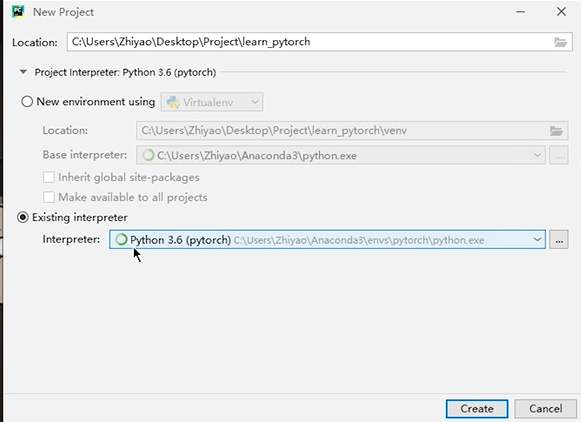 New Project
Location: C:\Users\Zhiyao\Desktop\Project\learn_pytorch
Project Interpreter: Python 3.6 (pytorch)
New environment using Virtualenv
Location: C:\Users\Zhiyao\Desktop\Project\learn_pytorch\venv
Base interpreter: C:\Users\Zhiyao\Anaconda3\python.exe ...
Inherit global site-packages
Make available to all projects
Existing interpreter
Interpreter: Python 3.6 (pytorch) C:\Users\Zhiyao\Anaconda3\envs\pytorch\python.exe ...
Create Cancel